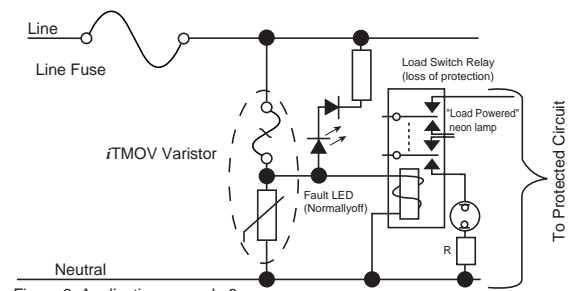 Line
Line Fuse
Load Switch Relay
(loss of protection)
"Load Powered"
neon lamp
iTMOV Varistor
Fault LED
(Normallyoff)
R
To Protected Circuit
Neutral